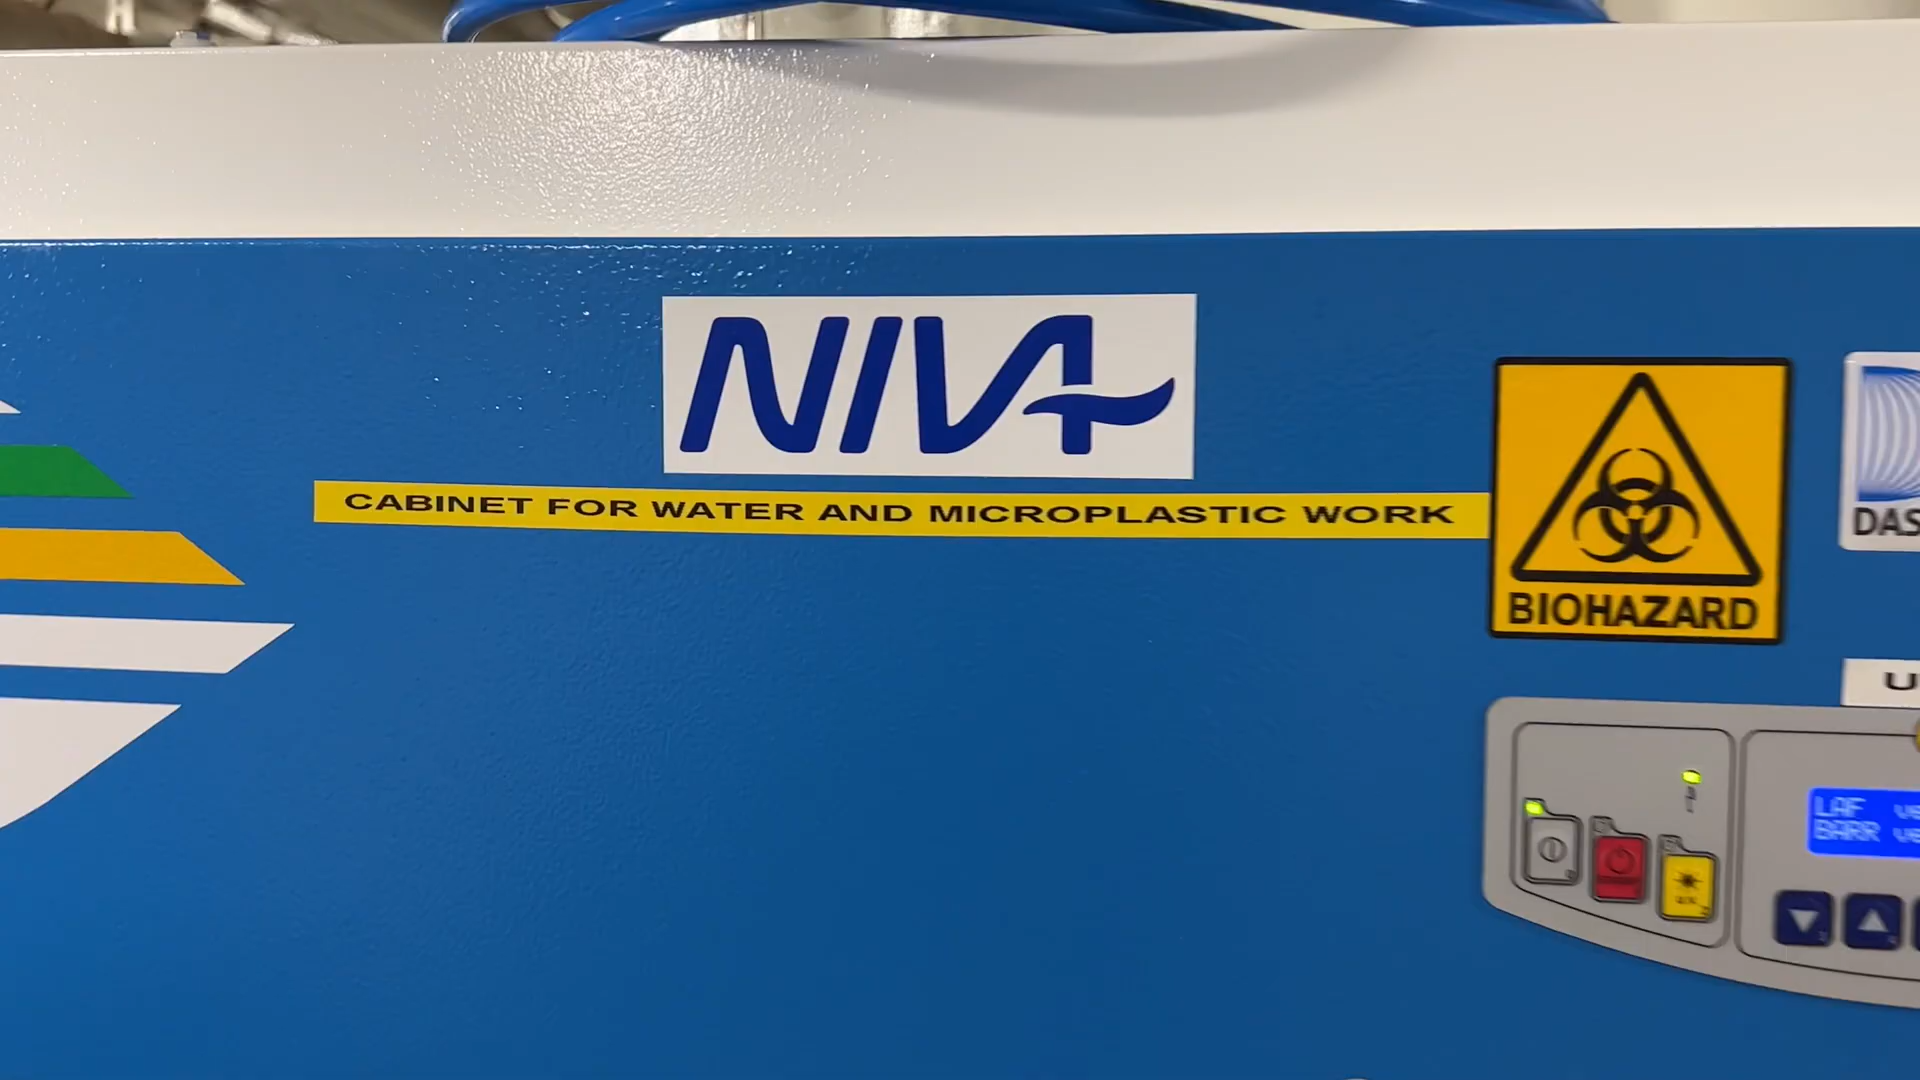 NIVA
CABINET FOR WATER AND MICROPLASTIC WORK
BIOHAZARD
LAF
BARR